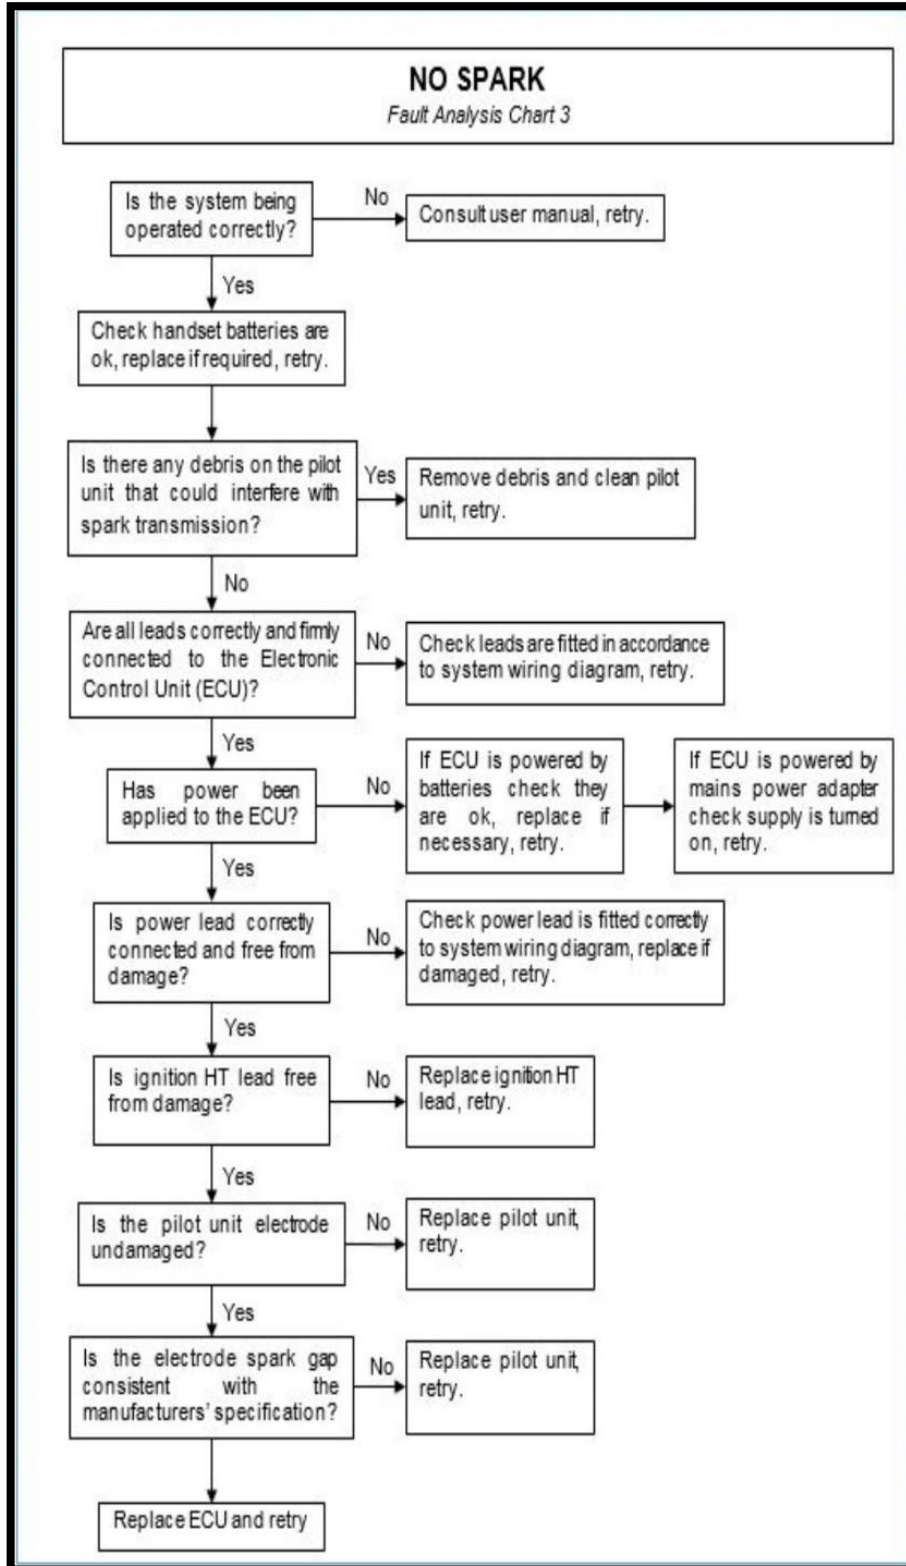 NO SPARK
Fault Analysis Chart 3
Is the system being
operated correctly?
No
Consult user manual, retry.
Yes
Check handset batteries are
ok, replace if required, retry.
Is there any debris on the pilot
unit that could interfere with
spark transmission?
Yes
Remove debris and clean pilot
unit, retry.
No
Are all leads correctly and firmly
connected to the Electronic
Control Unit (ECU)?
No
Check leads are fitted in accordance
to system wiring diagram, retry.
Yes
Has power been
applied to the ECU?
No
If ECU is powered by
batteries check they
are ok, replace if
necessary, retry.
If ECU is powered by
mains power adapter
check supply is turned
on, retry.
Yes
Is power lead correctly
connected and free from
damage?
No
Check power lead is fitted correctly
to system wiring diagram, replace if
damaged, retry.
Yes
Is ignition HT lead free
from damage?
No
Replace ignition HT
lead, retry.
Yes
Is the pilot unit electrode
undamaged?
No
Replace pilot unit,
retry.
Yes
Is the electrode spark gap
consistent with the
manufacturers' specification?
No
Replace pilot unit,
retry.
Replace ECU and retry